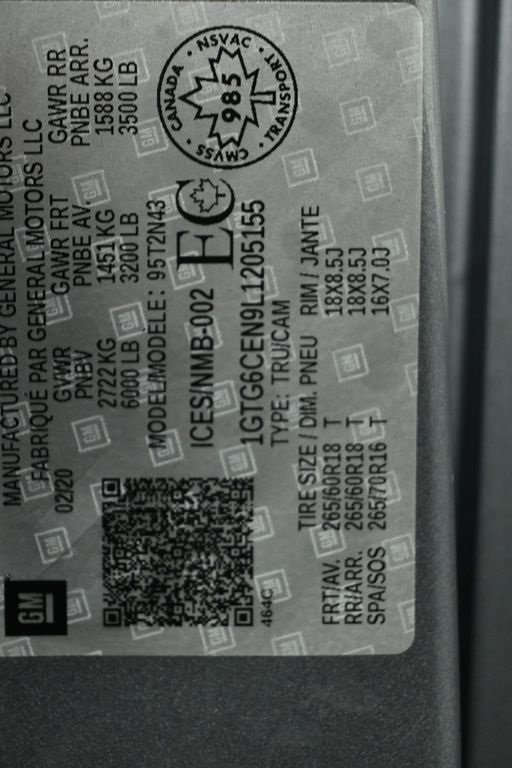 GM
MANUFACTURED BY GENERAL MOTORS LLC
FABRIQUÉ PAR GENERAL MOTORS LLC
02/20 GVWR GAWR FRT GAWR RR
PNBV PNBE AV. PNBE ARR.
2722 KG 1451 KG 1588 KG
6000 LB 3200 LB 3500 LB
MODEL/MODELE: 95T2N43
ICES/NMB-002 EC
CANADA · NSVAC · TRANSPORT · CMVSS
985
1GTG6CEN9L1205155
TYPE: TRU/CAM
464C
TIRE SIZE / DIM. PNEU RIM / JANTE
FRT/AV. 265/60R18 T 18X8.5J
RR/ARR. 265/60R18 T 18X8.5J
SPA/SOS 265/70R16 T 16X7.0J